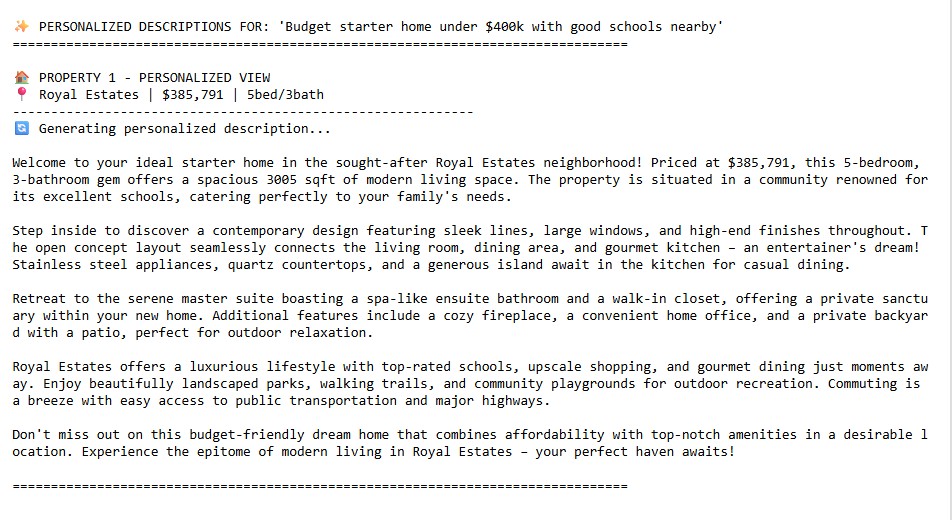 ✨ PERSONALIZED DESCRIPTIONS FOR: 'Budget starter home under $400k with good schools nearby'
================================================================================
🏠 PROPERTY 1 - PERSONALIZED VIEW
📍 Royal Estates | $385,791 | 5bed/3bath
------------------------------------------------------------
🔄 Generating personalized description...
Welcome to your ideal starter home in the sought-after Royal Estates neighborhood! Priced at $385,791, this 5-bedroom,
3-bathroom gem offers a spacious 3005 sqft of modern living space. The property is situated in a community renowned for
its excellent schools, catering perfectly to your family's needs.
Step inside to discover a contemporary design featuring sleek lines, large windows, and high-end finishes throughout. T
he open concept layout seamlessly connects the living room, dining area, and gourmet kitchen – an entertainer's dream!
Stainless steel appliances, quartz countertops, and a generous island await in the kitchen for casual dining.
Retreat to the serene master suite boasting a spa-like ensuite bathroom and a walk-in closet, offering a private sanctu
ary within your new home. Additional features include a cozy fireplace, a convenient home office, and a private backyar
d with a patio, perfect for outdoor relaxation.
Royal Estates offers a luxurious lifestyle with top-rated schools, upscale shopping, and gourmet dining just moments aw
ay. Enjoy beautifully landscaped parks, walking trails, and community playgrounds for outdoor recreation. Commuting is
a breeze with easy access to public transportation and major highways.
Don't miss out on this budget-friendly dream home that combines affordability with top-notch amenities in a desirable l
ocation. Experience the epitome of modern living in Royal Estates – your perfect haven awaits!
================================================================================